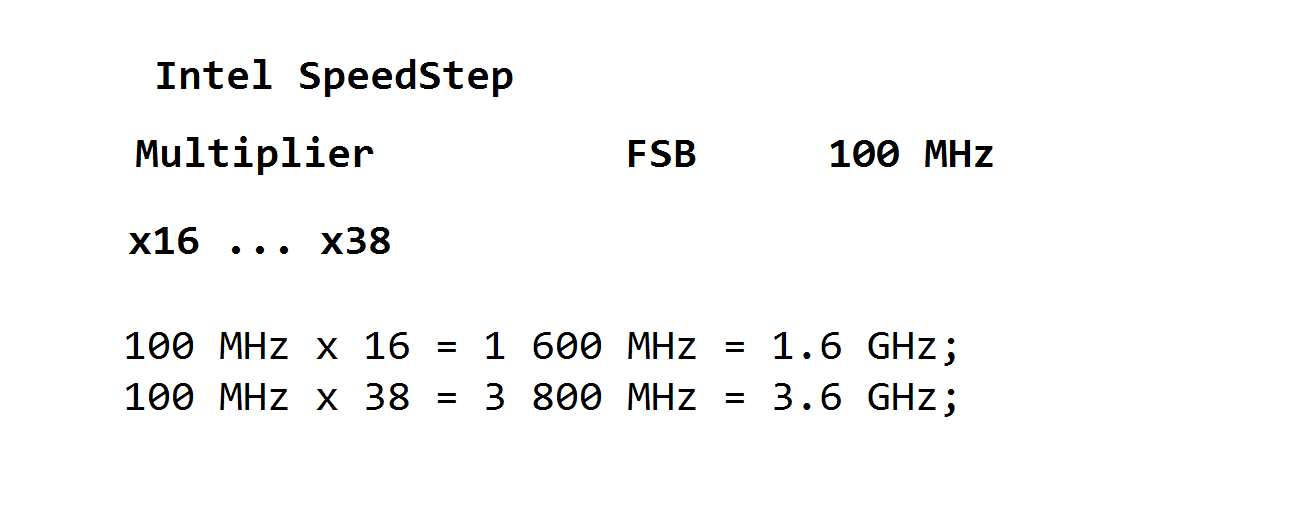 Intel SpeedStep
Multiplier FSB 100 MHz
x16 ... x38
100 MHz x 16 = 1 600 MHz = 1.6 GHz;
100 MHz x 38 = 3 800 MHz = 3.6 GHz;